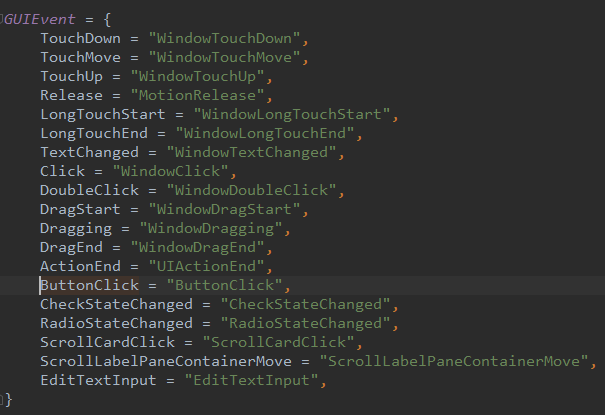 GUIEvent = {
TouchDown = "WindowTouchDown",
TouchMove = "WindowTouchMove",
TouchUp = "WindowTouchUp",
Release = "MotionRelease",
LongTouchStart = "WindowLongTouchStart",
LongTouchEnd = "WindowLongTouchEnd",
TextChanged = "WindowTextChanged",
Click = "WindowClick",
DoubleClick = "WindowDoubleClick",
DragStart = "WindowDragStart",
Dragging = "WindowDragging",
DragEnd = "WindowDragEnd",
ActionEnd = "UIActionEnd",
ButtonClick = "ButtonClick",
CheckStateChanged = "CheckStateChanged",
RadioStateChanged = "RadioStateChanged",
ScrollCardClick = "ScrollCardClick",
ScrollLabelPaneContainerMove = "ScrollLabelPaneContainerMove",
EditTextInput = "EditTextInput",
}